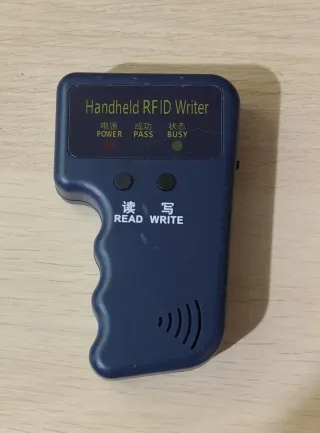 Handheld RFID Writer
电源 成功 状态
POWER PASS BUSY
读 写
READ WRITE